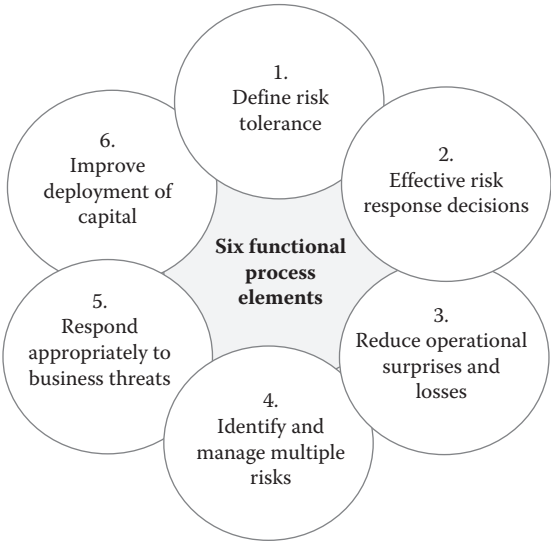 1.
Define risk
tolerance
2.
Effective risk
response decisions
3.
Reduce operational
surprises and
losses
4.
Identify and
manage multiple
risks
5.
Respond
appropriately to
business threats
6.
Improve
deployment of
capital
Six functional
process
elements